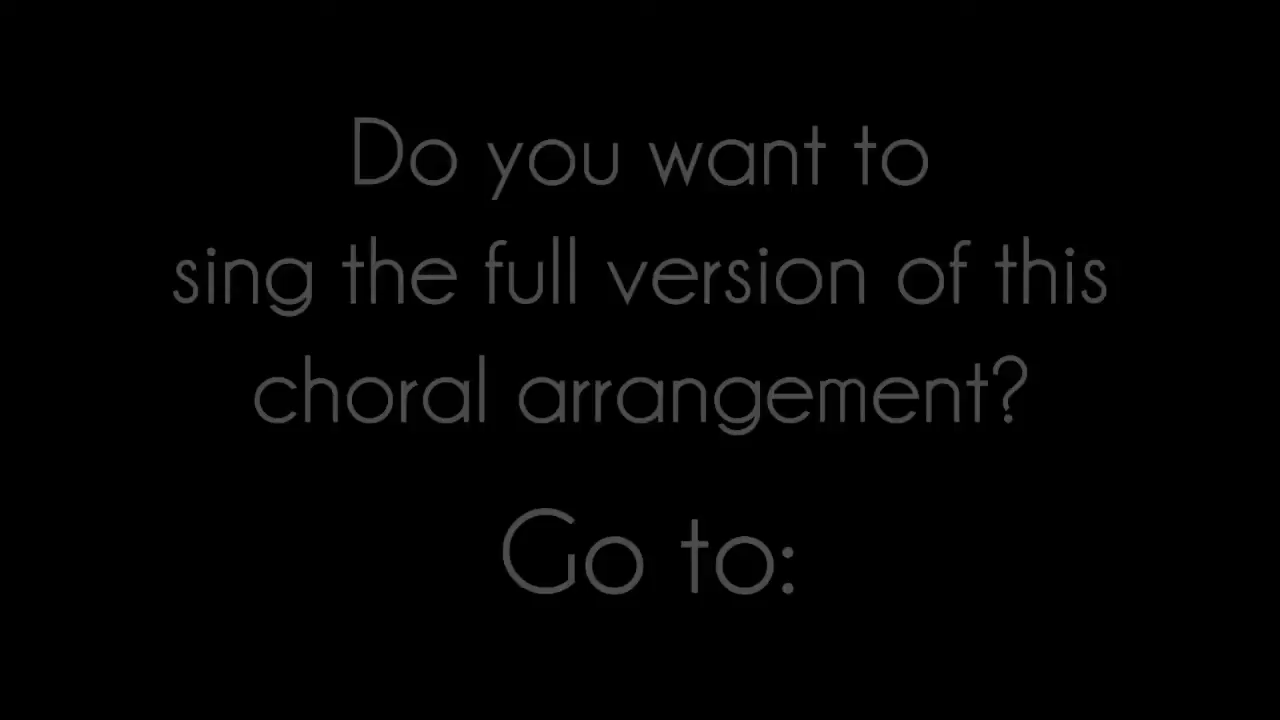 Do you want to
sing the full version of this
choral arrangement?
Go to: